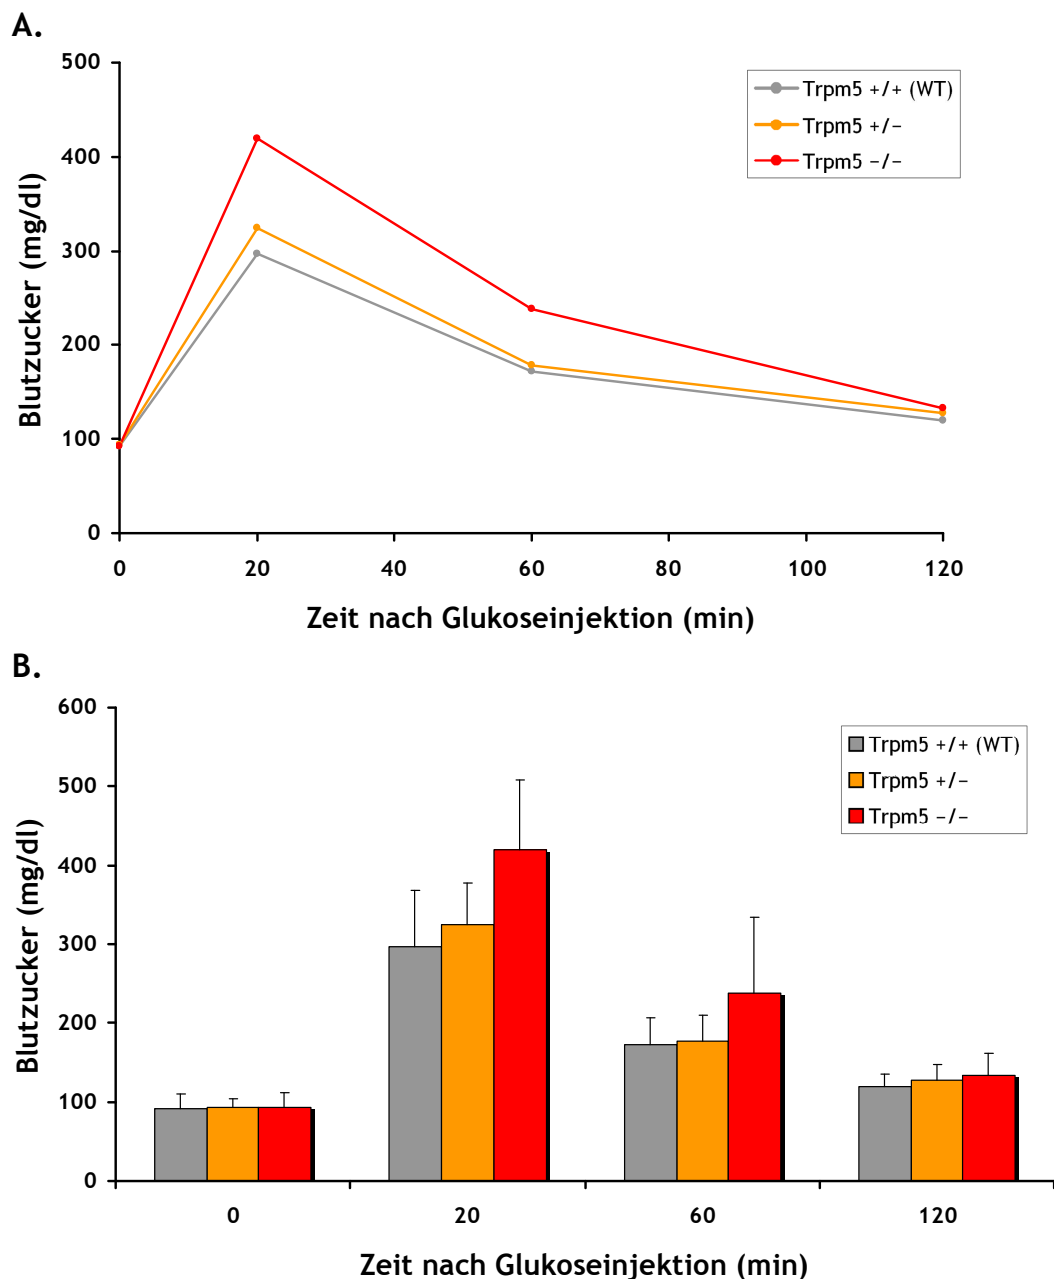 A.
500
400
300
200
100
0
Blutzucker (mg/dl)
Trpm5 +/+ (WT)
Trpm5 +/−
Trpm5 −/−
0 20 40 60 80 100 120
Zeit nach Glukoseinjektion (min)
B.
600
500
400
300
200
100
0
Blutzucker (mg/dl)
Trpm5 +/+ (WT)
Trpm5 +/−
Trpm5 −/−
0 20 60 120
Zeit nach Glukoseinjektion (min)